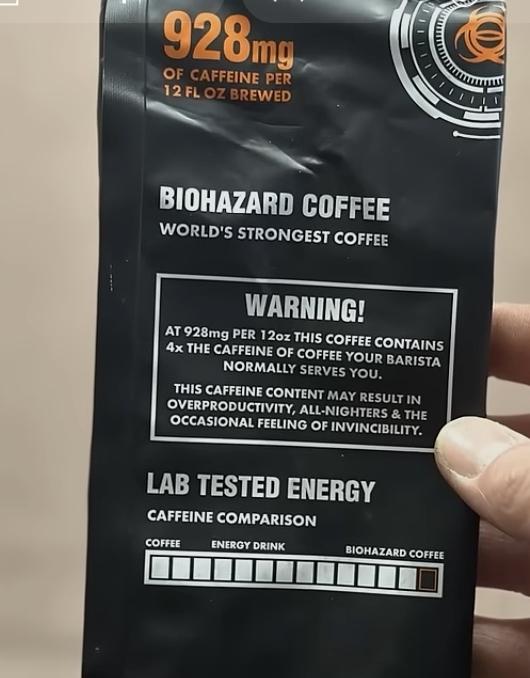 928mg
OF CAFFEINE PER
12 FL OZ BREWED
BIOHAZARD COFFEE
WORLD'S STRONGEST COFFEE
WARNING!
AT 928mg PER 12oz THIS COFFEE CONTAINS
4x THE CAFFEINE OF COFFEE YOUR BARISTA
NORMALLY SERVES YOU.
THIS CAFFEINE CONTENT MAY RESULT IN
OVERPRODUCTIVITY, ALL-NIGHTERS & THE
OCCASIONAL FEELING OF INVINCIBILITY.
LAB TESTED ENERGY
CAFFEINE COMPARISON
COFFEE ENERGY DRINK BIOHAZARD COFFEE